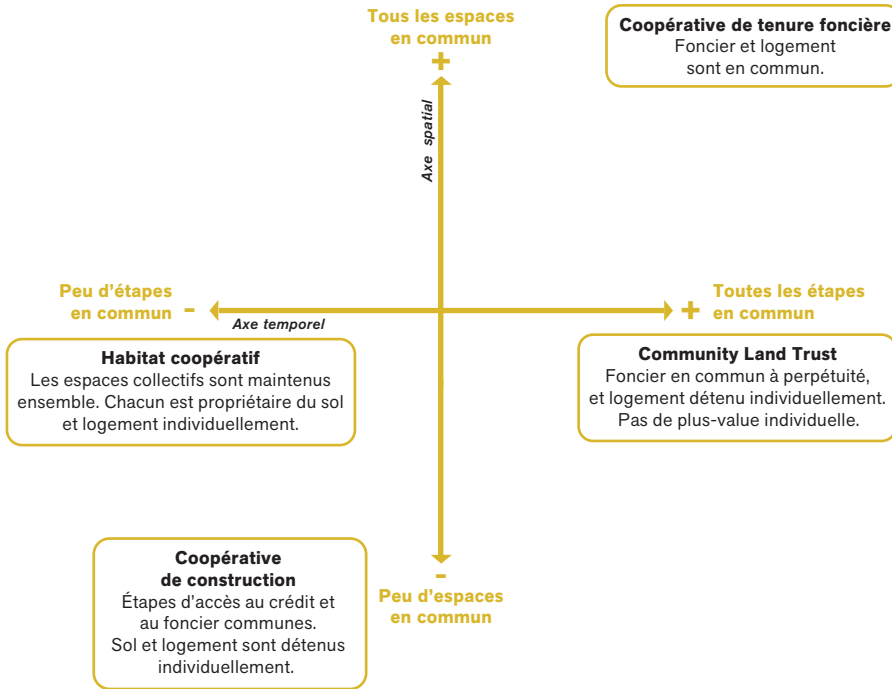 Tous les espaces
en commun
+
Coopérative de tenure foncière
Foncier et logement
sont en commun.
Axe spatial
Peu d'étapes
en commun
-
Axe temporel
+
Toutes les étapes
en commun
Habitat coopératif
Les espaces collectifs sont maintenus
ensemble. Chacun est propriétaire du sol
et logement individuellement.
Community Land Trust
Foncier en commun à perpétuité,
et logement détenu individuellement.
Pas de plus-value individuelle.
Coopérative
de construction
Étapes d'accès au crédit et
au foncier communes.
Sol et logement sont détenus
individuellement.
-
Peu d'espaces
en commun